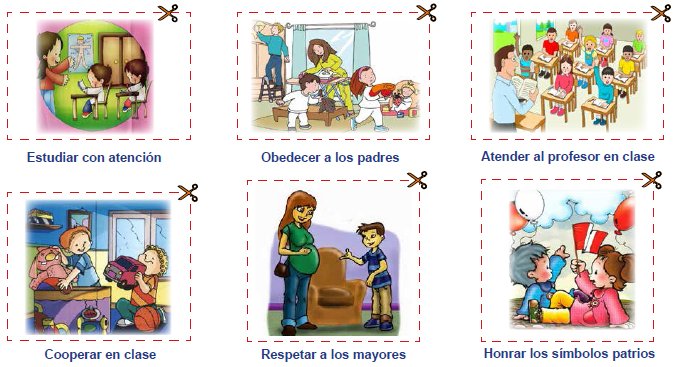 Estudiar con atención
Obedecer a los padres
Atender al profesor en clase
Cooperar en clase
Respetar a los mayores
Honrar los símbolos patrios